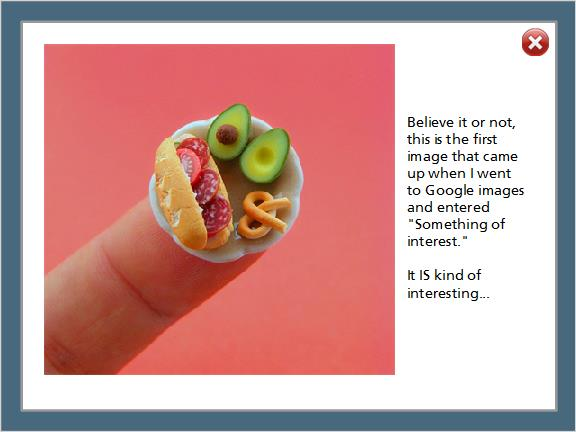 Believe it or not,
this is the first
image that came
up when I went
to Google images
and entered
"Something of
interest."
It IS kind of
interesting...